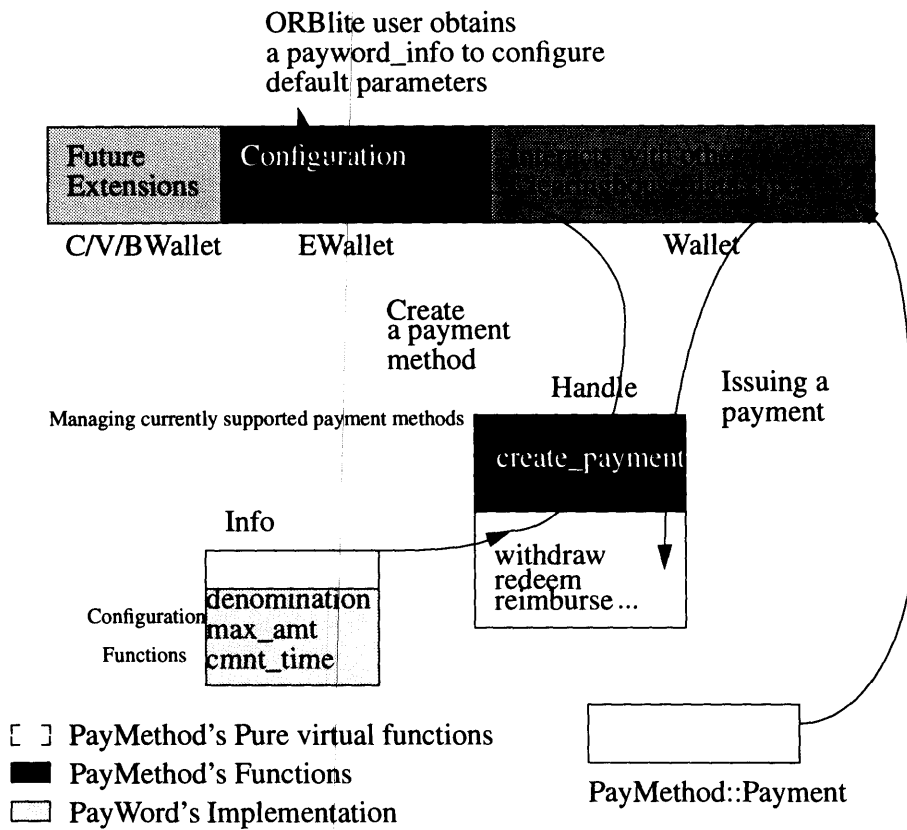 ORBlite user obtains
a payword_info to configure
default parameters
Future
Extensions
Configuration
C/V/BWallet
EWallet
Wallet
Create
a payment
method
Handle
Issuing a
payment
Managing currently supported payment methods
create_payment
Info
withdraw
redeem
reimburse ...
Configuration
Functions
denomination
max_amt
cmnt_time
PayMethod's Pure virtual functions
PayMethod's Functions
PayWord's Implementation
PayMethod::Payment